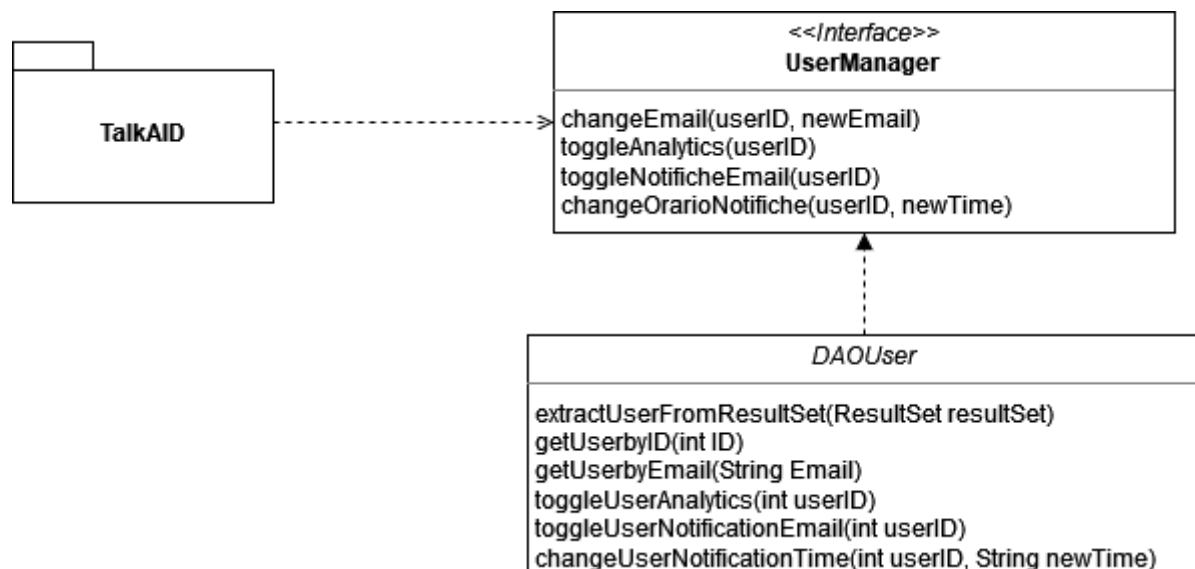 <<Interface>>
UserManager
TalkAID
changeEmail(userID, newEmail)
toggleAnalytics(userID)
toggleNotificheEmail(userID)
changeOrarioNotifiche(userID, newTime)
DAOUser
extractUserFromResultSet(ResultSet resultSet)
getUserbyID(int ID)
getUserbyEmail(String Email)
toggleUserAnalytics(int userID)
toggleUserNotificationEmail(int userID)
changeUserNotificationTime(int userID, String newTime)